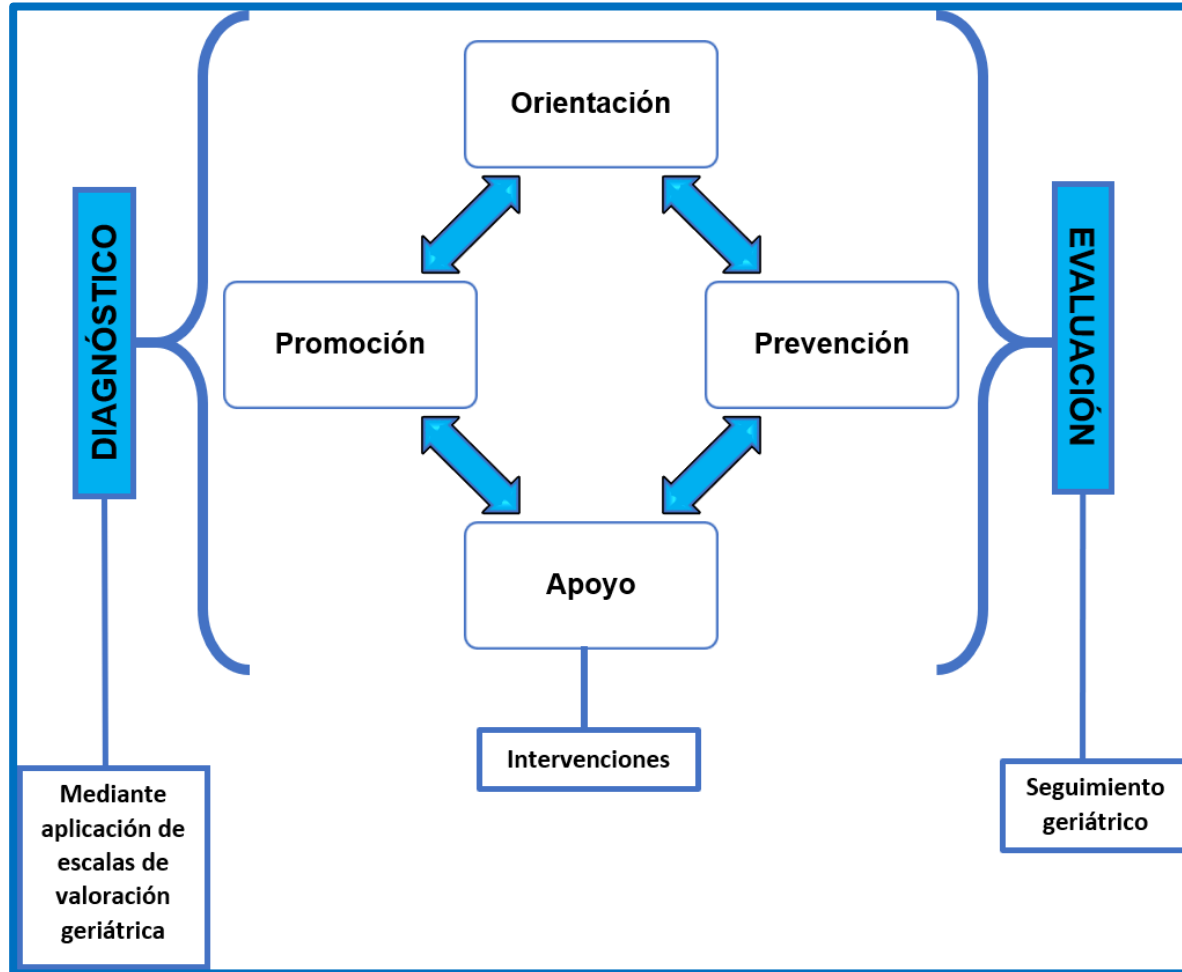 Orientación
DIAGNÓSTICO
EVALUACIÓN
Promoción
Prevención
Apoyo
Intervenciones
Mediante
aplicación de
escalas de
valoración
geriátrica
Seguimiento
geriátrico